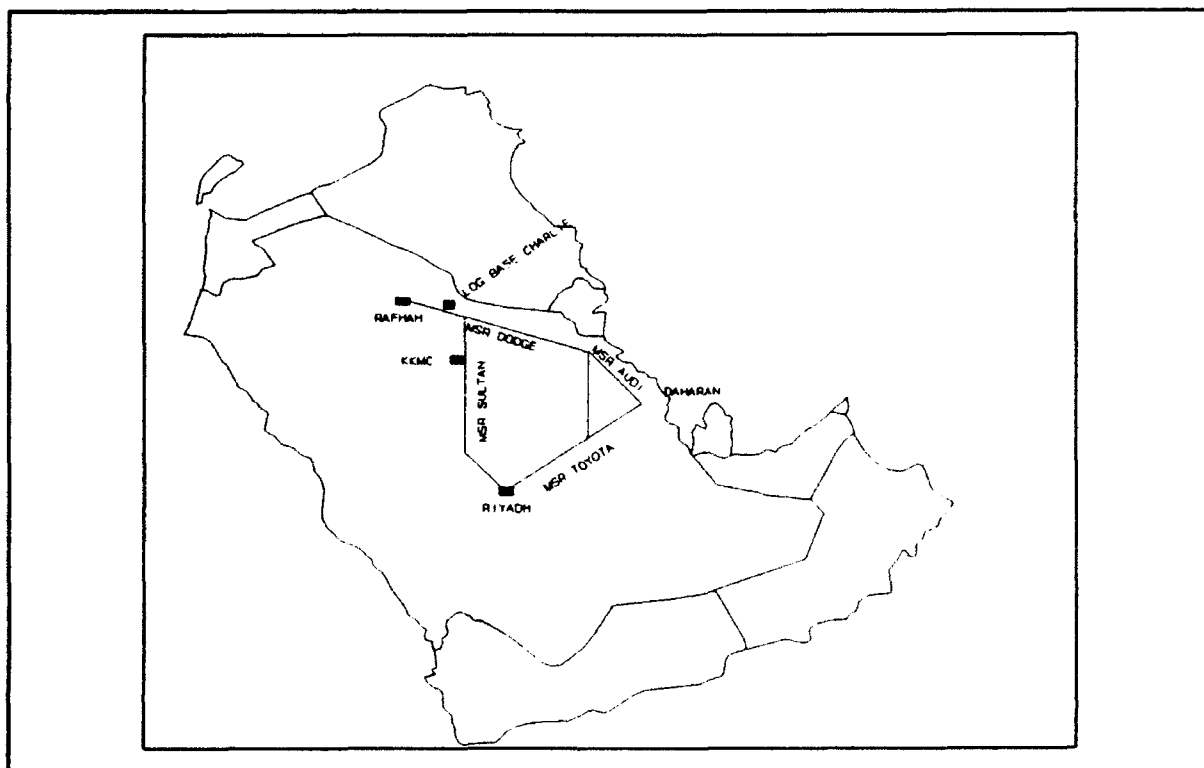 LOG BASE CHARLIE
RAFHAH
MSR DODGE
KKMC
MSR SULTAN
MSR AUDI
DAHARAN
MSR TOYOTA
RIYADH